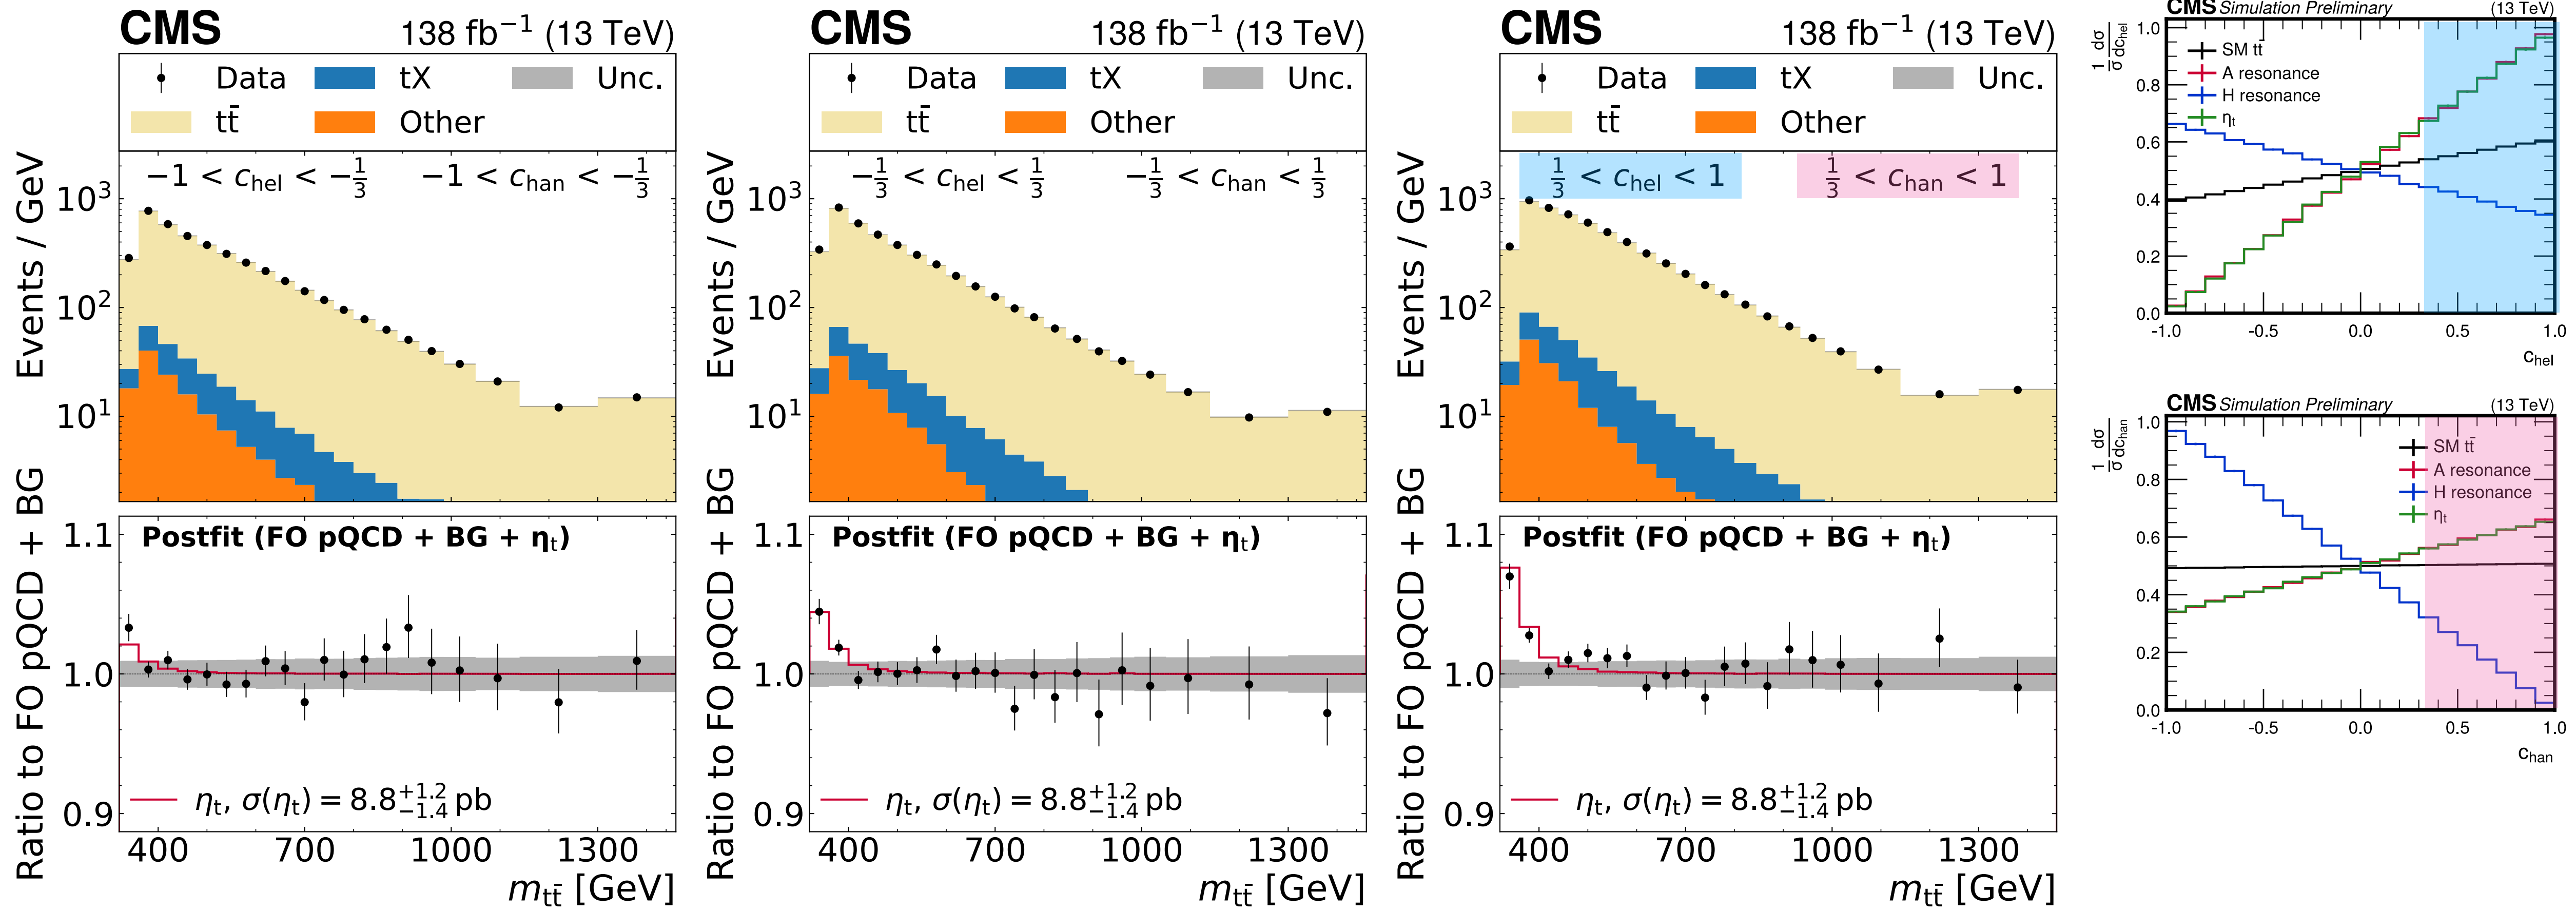 CMS 138 fb⁻¹ (13 TeV)
Data tX Unc.
tt̄ Other
−1 < c_hel < −1/3 −1 < c_han < −1/3
Events / GeV
10³
10²
10¹
Postfit (FO pQCD + BG + η_t)
Ratio to FO pQCD + BG
1.1
1.0
0.9
η_t, σ(η_t) = 8.8 +1.2 −1.4 pb
400 700 1000 1300
m_tt̄ [GeV]
CMS 138 fb⁻¹ (13 TeV)
Data tX Unc.
tt̄ Other
−1/3 < c_hel < 1/3 −1/3 < c_han < 1/3
Events / GeV
10³
10²
10¹
Postfit (FO pQCD + BG + η_t)
Ratio to FO pQCD + BG
1.1
1.0
0.9
η_t, σ(η_t) = 8.8 +1.2 −1.4 pb
400 700 1000 1300
m_tt̄ [GeV]
CMS 138 fb⁻¹ (13 TeV)
Data tX Unc.
tt̄ Other
1/3 < c_hel < 1 1/3 < c_han < 1
Events / GeV
10³
10²
10¹
Postfit (FO pQCD + BG + η_t)
Ratio to FO pQCD + BG
1.1
1.0
0.9
η_t, σ(η_t) = 8.8 +1.2 −1.4 pb
400 700 1000 1300
m_tt̄ [GeV]
CMS Simulation Preliminary (13 TeV)
1/σ dσ/dc_hel
1.0
0.8
0.6
0.4
0.2
0.0
SM tt̄
A resonance
H resonance
η_t
-1.0 -0.5 0.0 0.5 1.0
c_hel
CMS Simulation Preliminary (13 TeV)
1/σ dσ/dc_han
1.0
0.8
0.6
0.4
0.2
0.0
SM tt̄
A resonance
H resonance
η_t
-1.0 -0.5 0.0 0.5 1.0
c_han